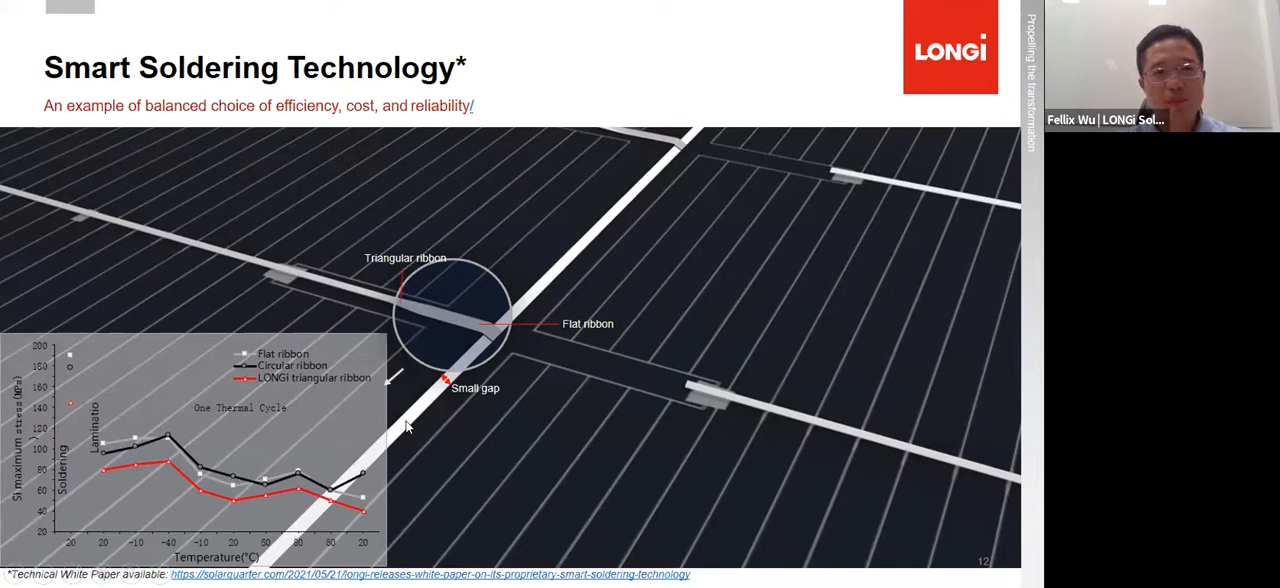 Smart Soldering Technology*
An example of balanced choice of efficiency, cost, and reliability/
LONGi
Propelling the transformation
Fellix Wu | LONGi Sol...
Triangular ribbon
Flat ribbon
Small gap
Flat ribbon
Circular ribbon
LONGi triangular ribbon
One Thermal Cycle
Si maximum stress(MPa)
200
180
160
140
120
100
80
60
40
20
Soldering
Laminatio
20 20 -10 -40 -10 20 50 80 50 20
Temperature(°C)
12
*Technical White Paper available: https://solarquarter.com/2021/05/21/longi-releases-white-paper-on-its-proprietary-smart-soldering-technology